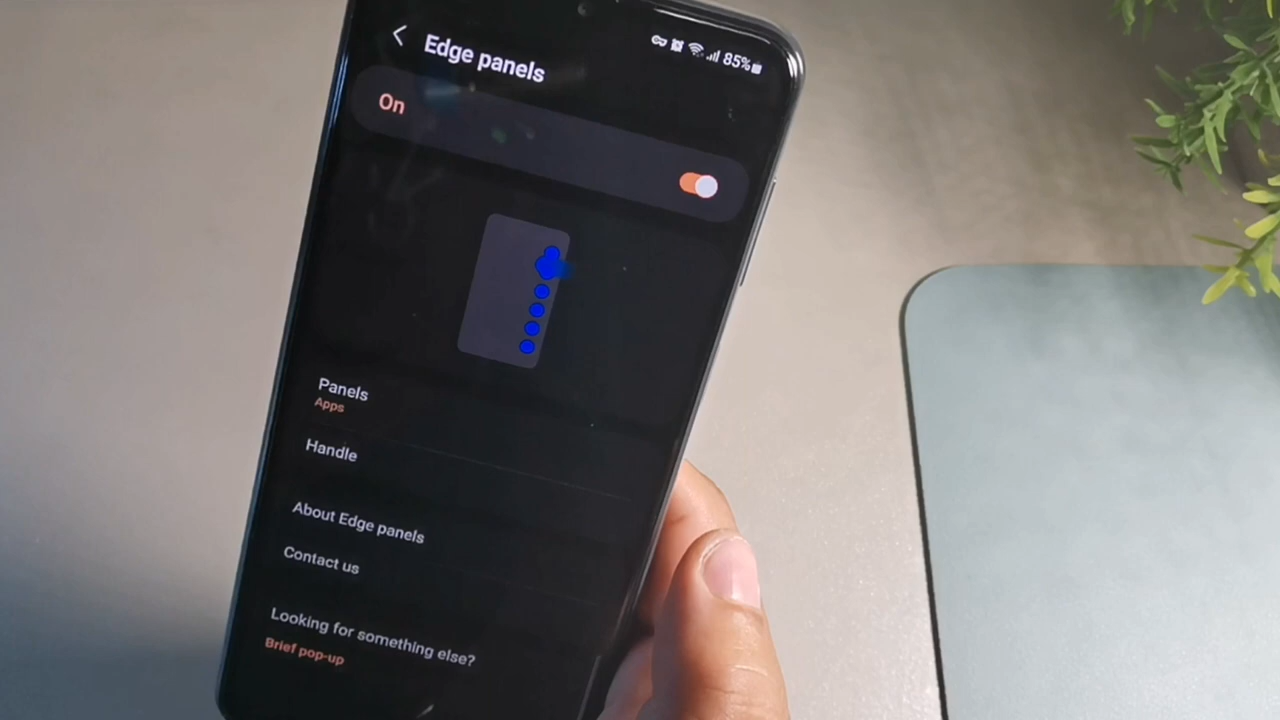 Edge panels
85%
On
Panels
Apps
Handle
About Edge panels
Contact us
Looking for something else?
Brief pop-up